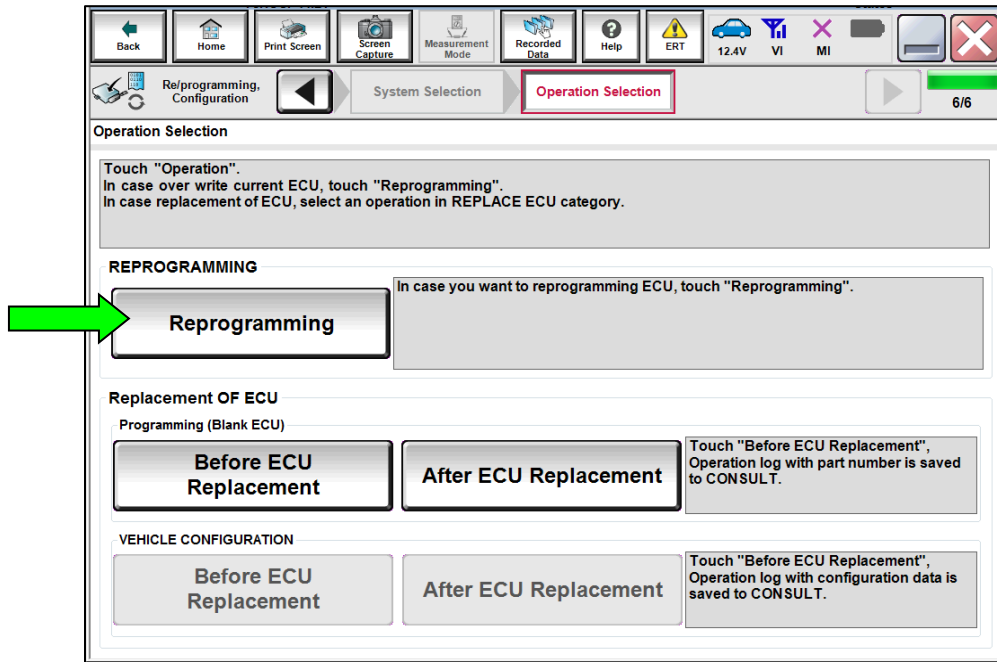 Back
Home
Print Screen
Screen
Capture
Measurement
Mode
Recorded
Data
Help
ERT
12.4V
VI
MI
Re/programming,
Configuration
System Selection
Operation Selection
6/6
Operation Selection
Touch "Operation".
In case over write current ECU, touch "Reprogramming".
In case replacement of ECU, select an operation in REPLACE ECU category.
REPROGRAMMING
Reprogramming
In case you want to reprogramming ECU, touch "Reprogramming".
Replacement OF ECU
Programming (Blank ECU)
Before ECU
Replacement
After ECU Replacement
Touch "Before ECU Replacement",
Operation log with part number is saved
to CONSULT.
VEHICLE CONFIGURATION
Before ECU
Replacement
After ECU Replacement
Touch "Before ECU Replacement",
Operation log with configuration data is
saved to CONSULT.